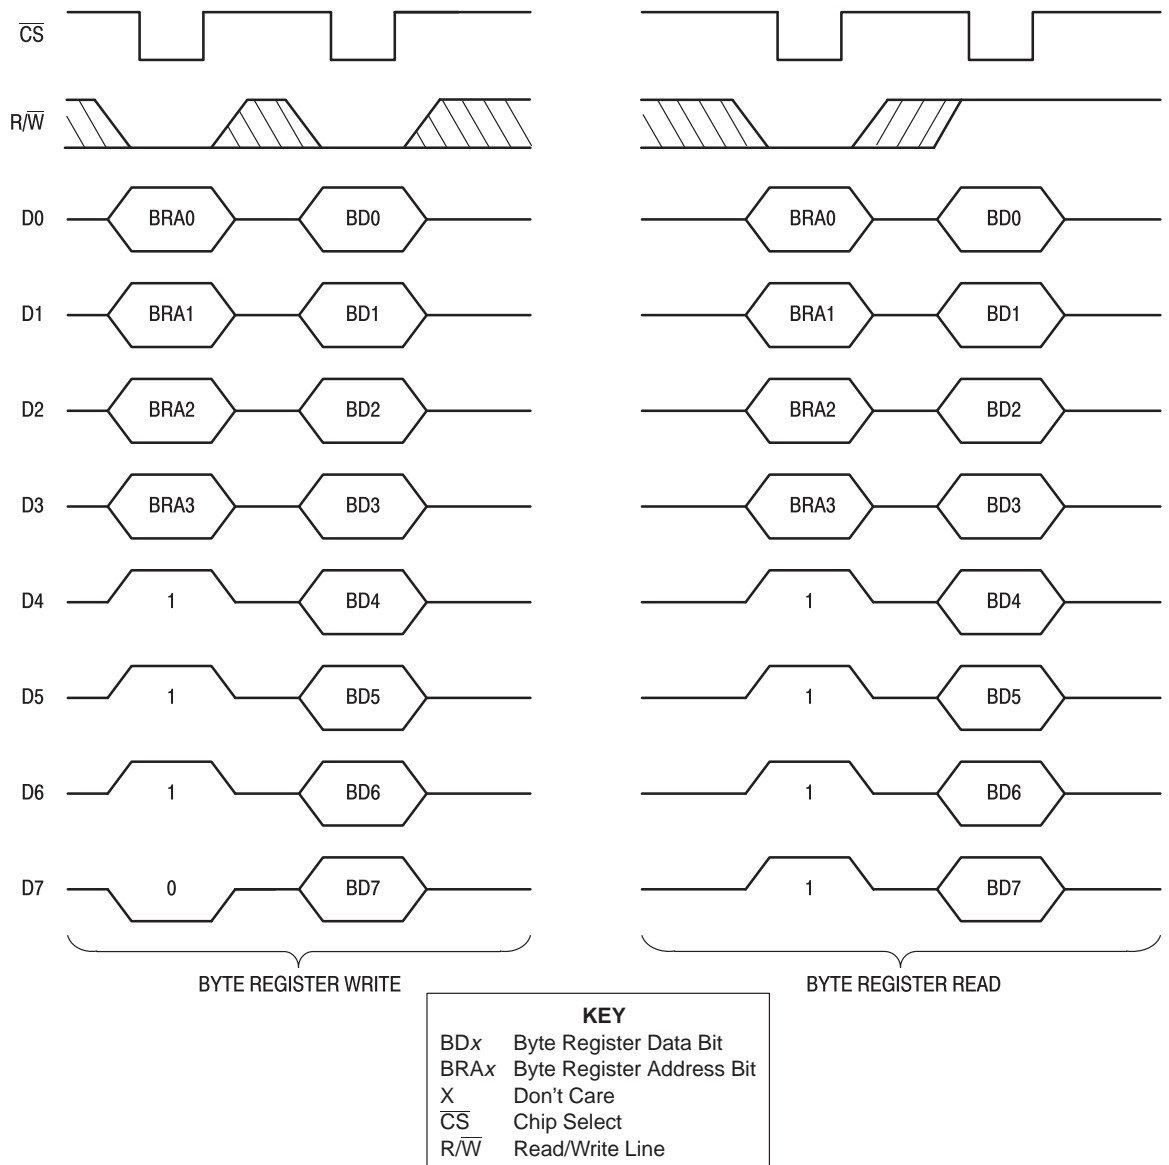 CS
R/W
D0 BRA0 BD0 BRA0 BD0
D1 BRA1 BD1 BRA1 BD1
D2 BRA2 BD2 BRA2 BD2
D3 BRA3 BD3 BRA3 BD3
D4 1 BD4 1 BD4
D5 1 BD5 1 BD5
D6 1 BD6 1 BD6
D7 0 BD7 1 BD7
BYTE REGISTER WRITE BYTE REGISTER READ
KEY
BDx Byte Register Data Bit
BRAx Byte Register Address Bit
X Don't Care
CS Chip Select
R/W Read/Write Line